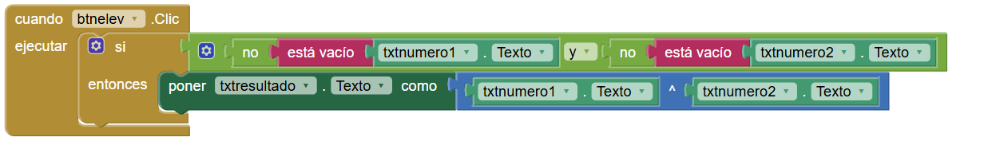 cuando btnelev .Clic
ejecutar si no está vacío txtnumero1 . Texto y no está vacío txtnumero2 . Texto
entonces poner txtresultado . Texto como txtnumero1 . Texto ^ txtnumero2 . Texto